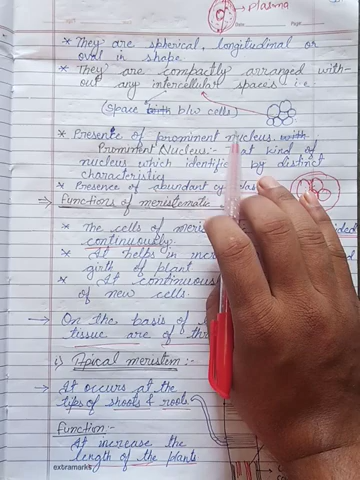 plasma
Date
Page
* They are spherical, longitudinal or
oval in shape
* They are compactly arranged with-
out any intercellular spaces i.e
(space b/w cells)
* Presence of prominent nucleus.
Prominent Nucleus:- kind of
nucleus which identified by distinct
characteristic
* Presence of abundant
→ Functions of
* The cells of
continuously.
* It helps in
girth of plant
* It
of new cells.
→ On the basis of
tissue are of
i) Apical meristem:-
→ It occurs at the
tips of shoots & roots
Function:-
At increase the
length of the plants
extramarks